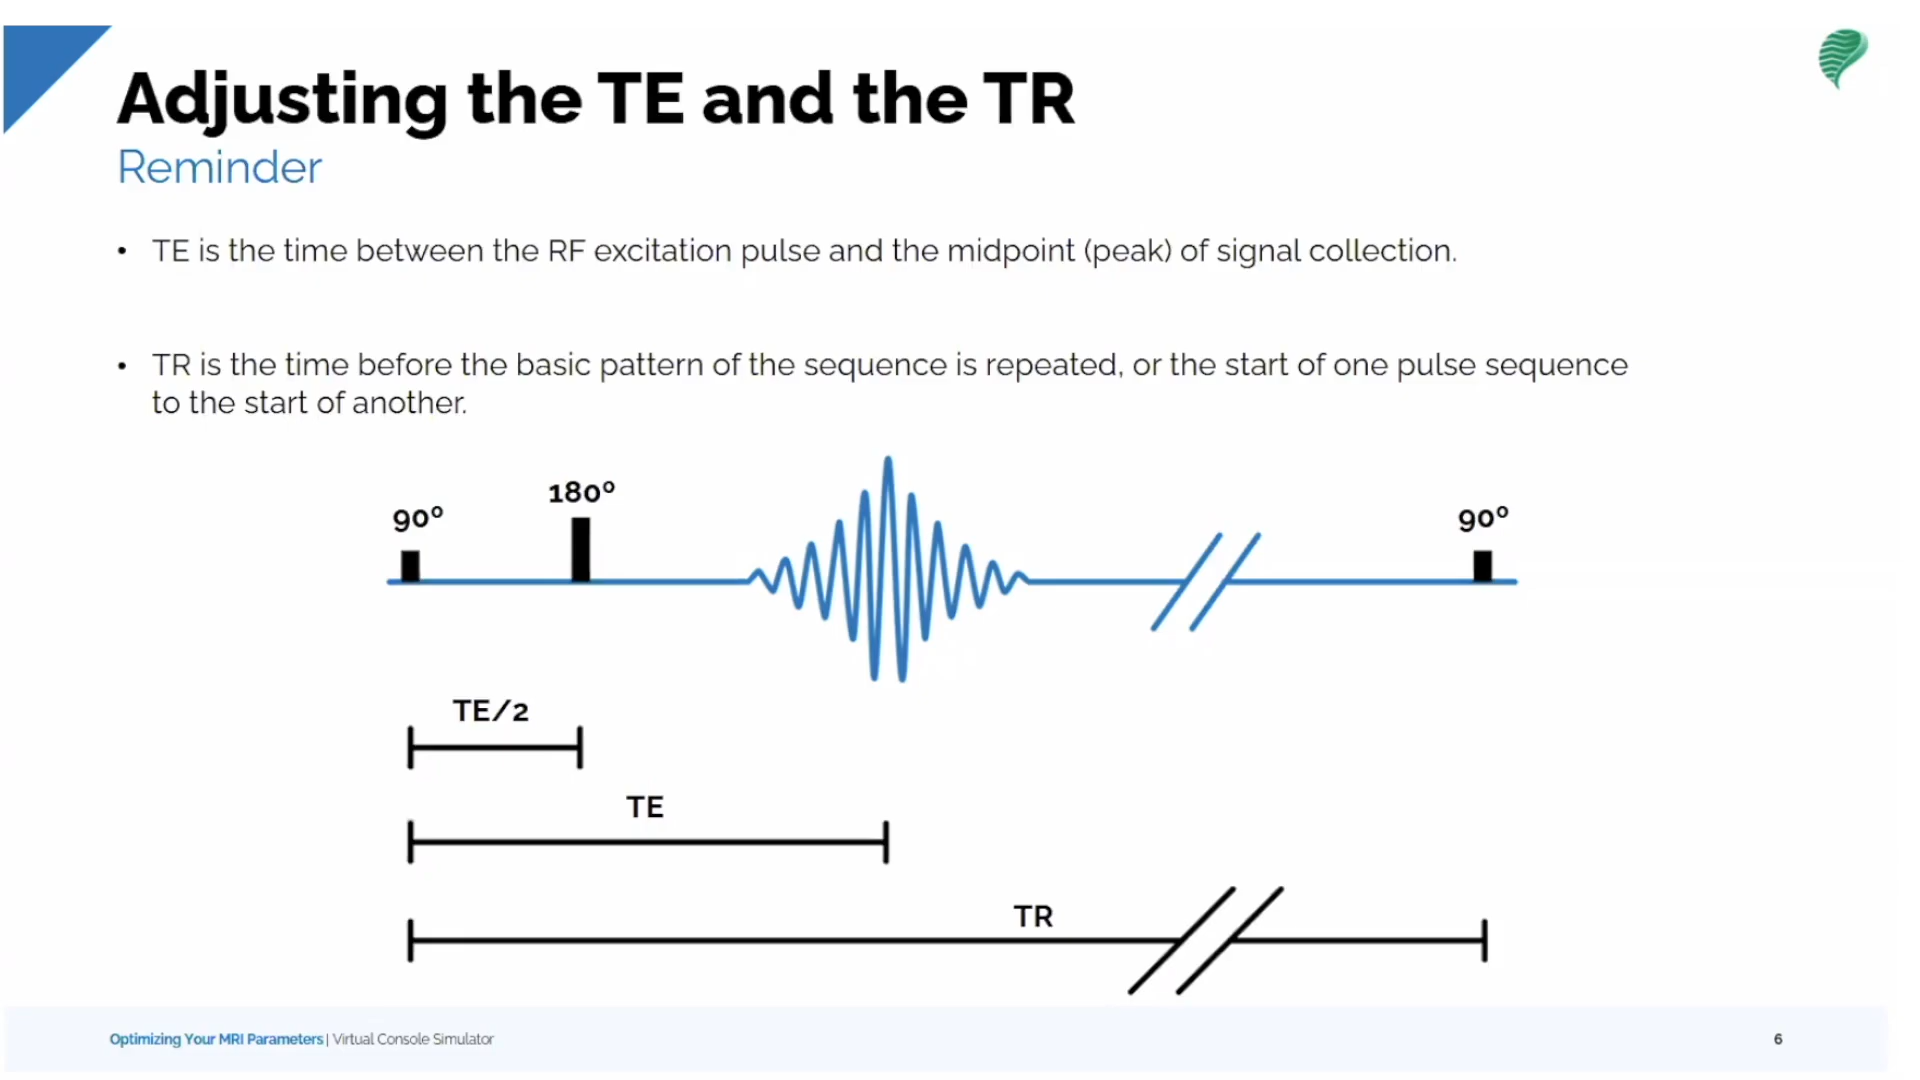 Adjusting the TE and the TR
Reminder
• TE is the time between the RF excitation pulse and the midpoint (peak) of signal collection.
• TR is the time before the basic pattern of the sequence is repeated, or the start of one pulse sequence
to the start of another.
90º
180º
90º
TE/2
TE
TR
Optimizing Your MRI Parameters | Virtual Console Simulator
6